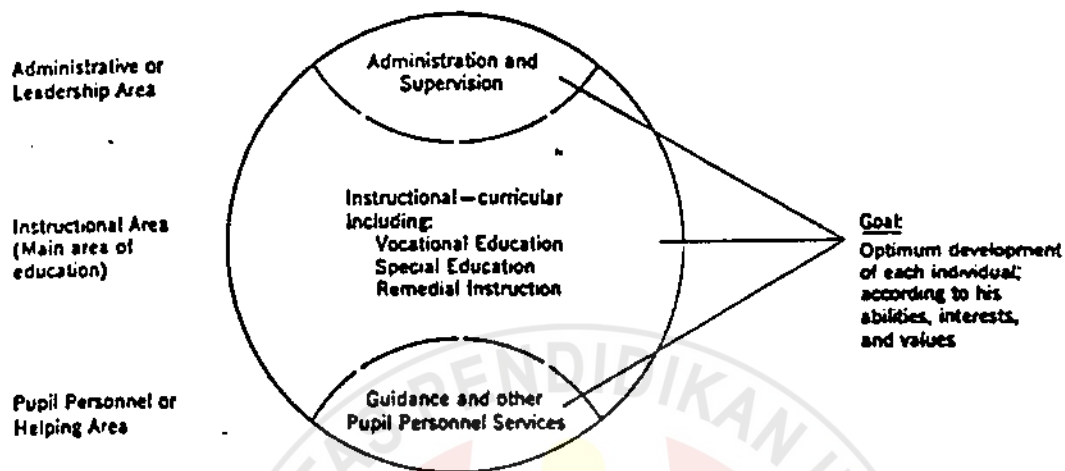 Administrative or
Leadership Area
Administration and
Supervision
Instructional Area
(Main area of
education)
Instructional—curricular
Including:
Vocational Education
Special Education
Remedial Instruction
Goal:
Optimum development
of each individual;
according to his
abilities, interests,
and values
Pupil Personnel or
Helping Area
Guidance and other
Pupil Personnel Services
PENDIDIKAN